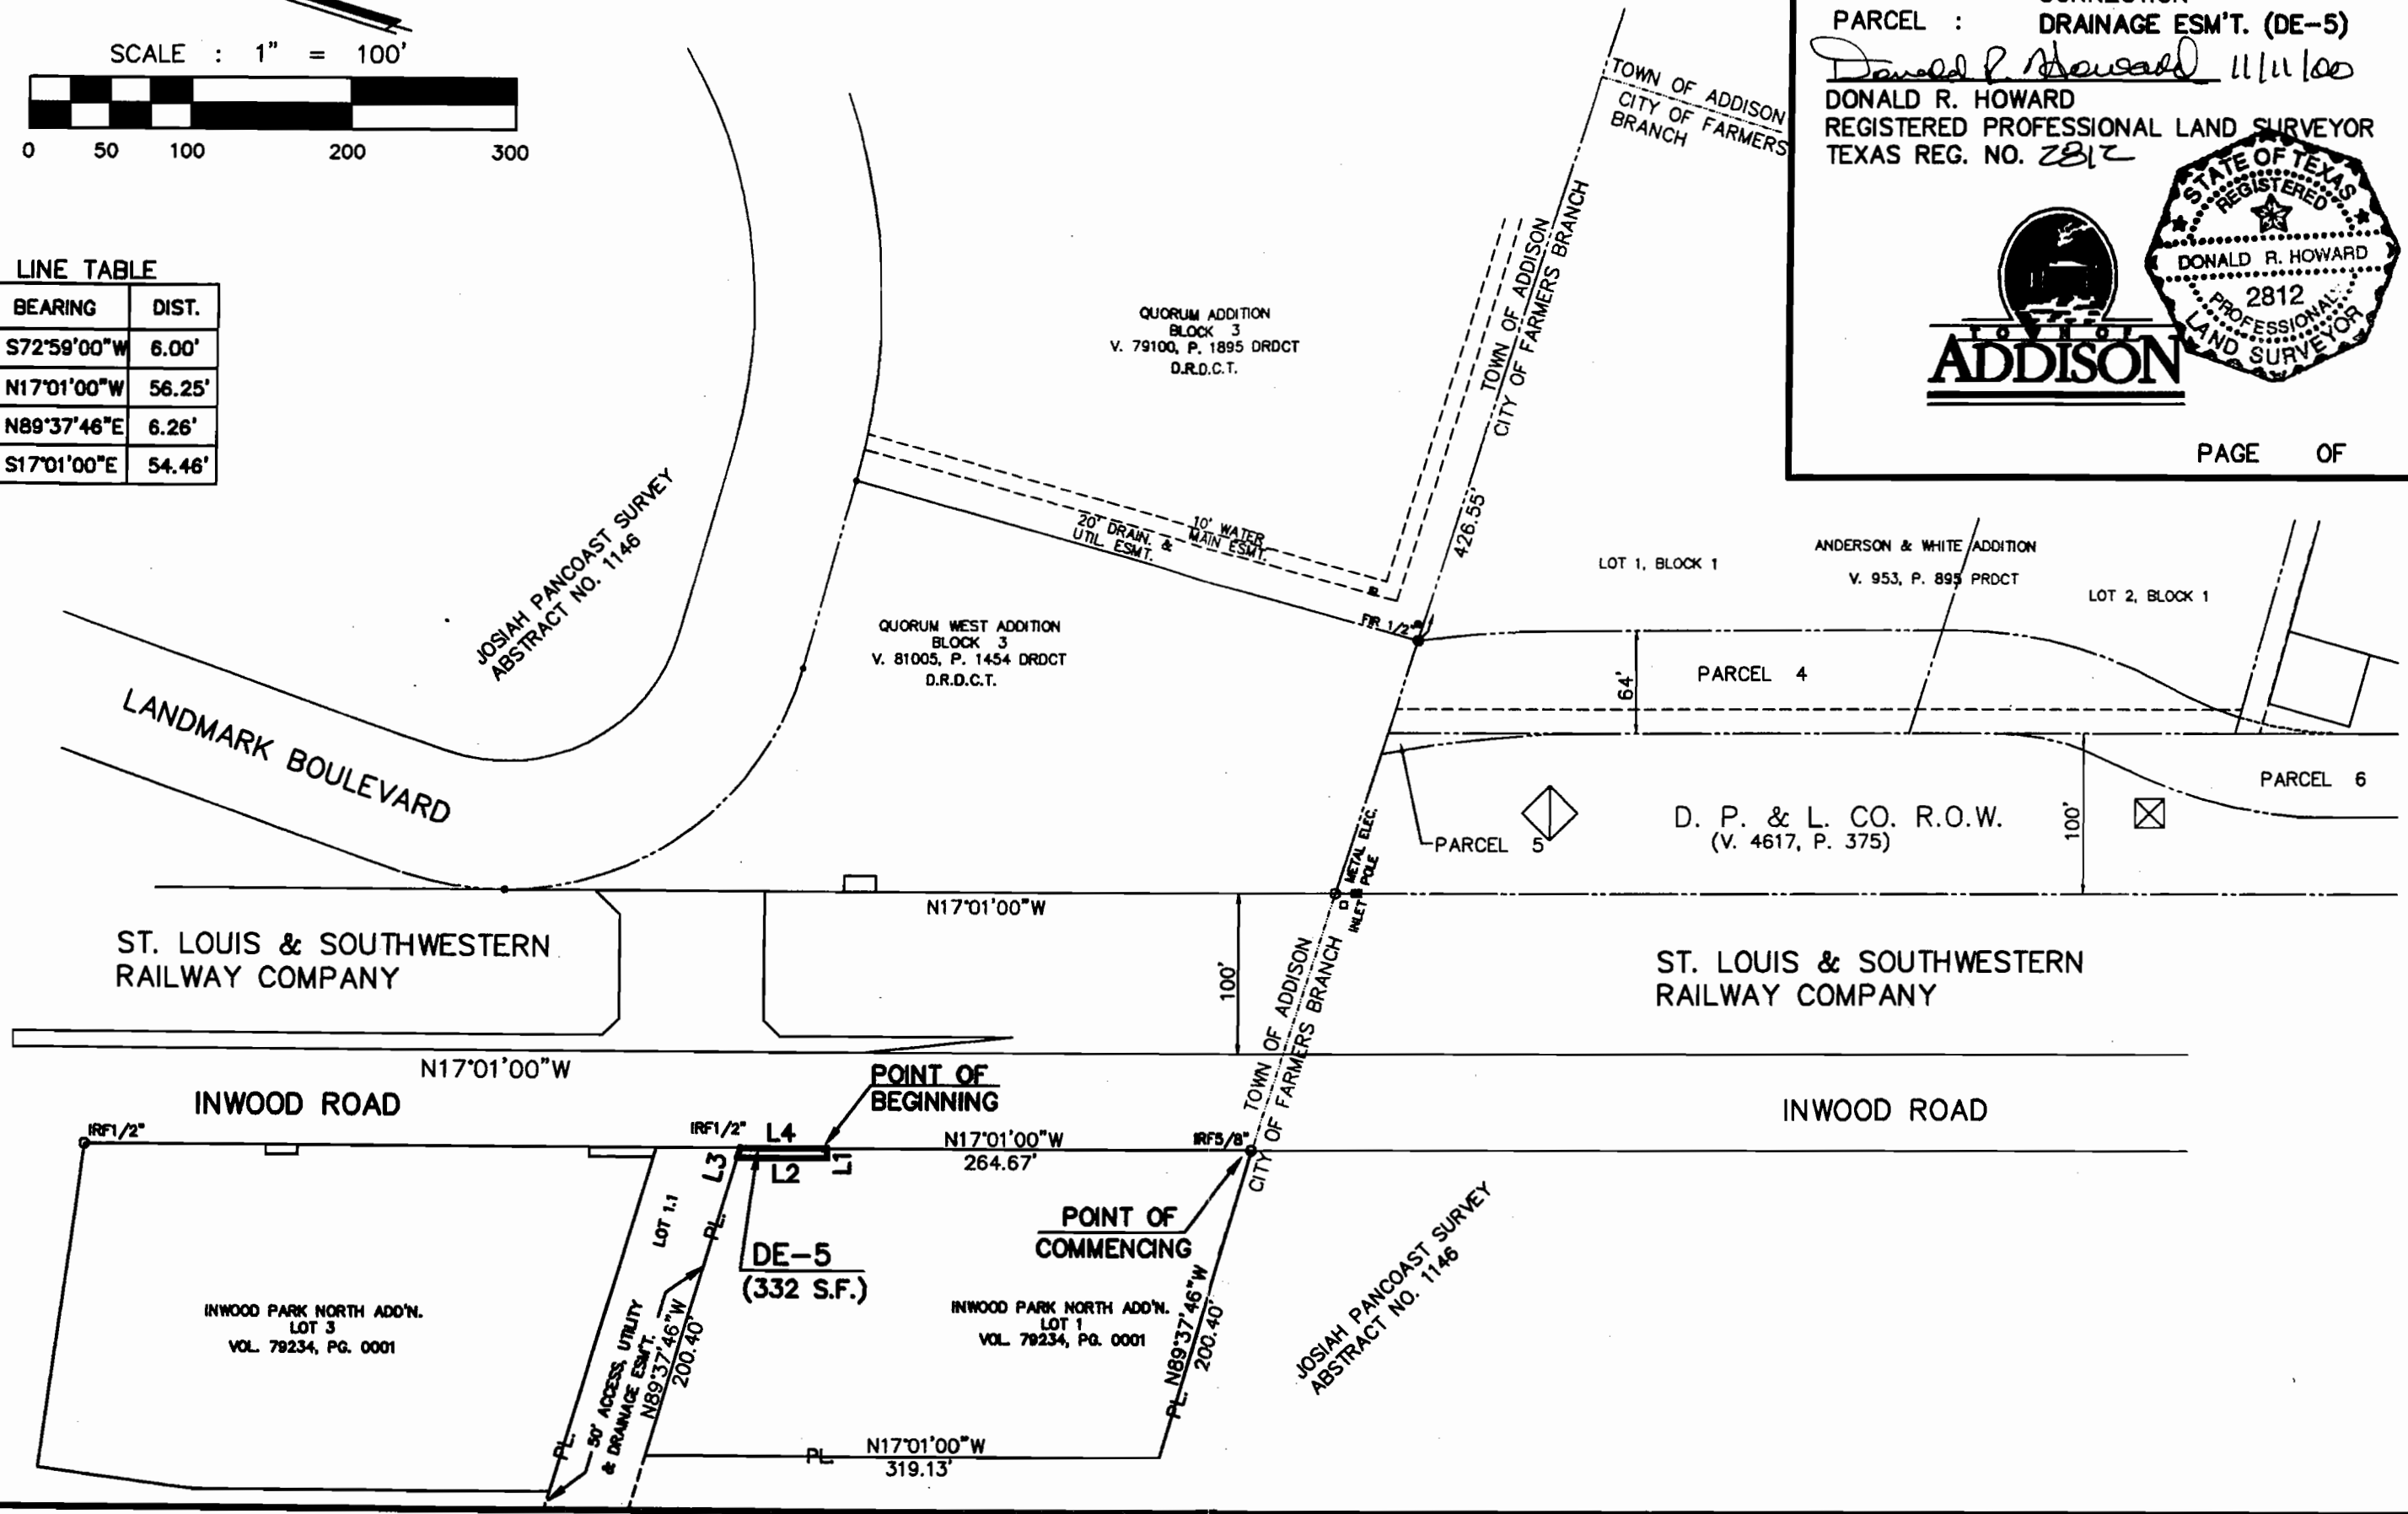 SCALE : 1" = 100'
0 50 100 200 300
LINE TABLE
BEARING DIST.
S72°59'00"W 6.00'
N17°01'00"W 56.25'
N89°37'46"E 6.26'
S17°01'00"E 54.46'
PARCEL : DRAINAGE ESM'T. (DE-5)
Donald R. Howard 11/11/00
DONALD R. HOWARD
REGISTERED PROFESSIONAL LAND SURVEYOR
TEXAS REG. NO. 2812
STATE OF TEXAS
REGISTERED
DONALD R. HOWARD
2812
PROFESSIONAL
LAND SURVEYOR
TOWN OF
ADDISON
PAGE OF
TOWN OF ADDISON
CITY OF FARMERS
BRANCH
TOWN OF ADDISON
CITY OF FARMERS BRANCH
426.55'
QUORUM ADDITION
BLOCK 3
V. 79100, P. 1895 DRDCT
D.R.D.C.T.
10' WATER
MAIN ESMT.
20' DRAIN. &
UTIL. ESMT.
FIR 1/2"
JOSIAH PANCOAST SURVEY
ABSTRACT NO. 1146
QUORUM WEST ADDITION
BLOCK 3
V. 81005, P. 1454 DRDCT
D.R.D.C.T.
LANDMARK BOULEVARD
LOT 1, BLOCK 1
ANDERSON & WHITE ADDITION
V. 953, P. 895 PRDCT
LOT 2, BLOCK 1
64'
PARCEL 4
PARCEL 5
PARCEL 6
D. P. & L. CO. R.O.W.
(V. 4617, P. 375)
100'
METAL ELEC.
POLE
INLET
N17°01'00"W
ST. LOUIS & SOUTHWESTERN
RAILWAY COMPANY
100'
TOWN OF ADDISON
CITY OF FARMERS BRANCH
ST. LOUIS & SOUTHWESTERN
RAILWAY COMPANY
N17°01'00"W
INWOOD ROAD
POINT OF
BEGINNING
INWOOD ROAD
IRF1/2"
IRF1/2"
L4
L3
L2
L1
N17°01'00"W
264.67'
IRF5/8"
POINT OF
COMMENCING
DE-5
(332 S.F.)
LOT 1.1
PL.
INWOOD PARK NORTH ADD'N.
LOT 3
VOL. 79234, PG. 0001
PL.
50' ACCESS, UTILITY
& DRAINAGE ESM'T.
N89°37'46"W
200.40'
INWOOD PARK NORTH ADD'N.
LOT 1
VOL. 79234, PG. 0001
PL. N89°37'46"W
200.40'
PL
N17°01'00"W
319.13'
JOSIAH PANCOAST SURVEY
ABSTRACT NO. 1146